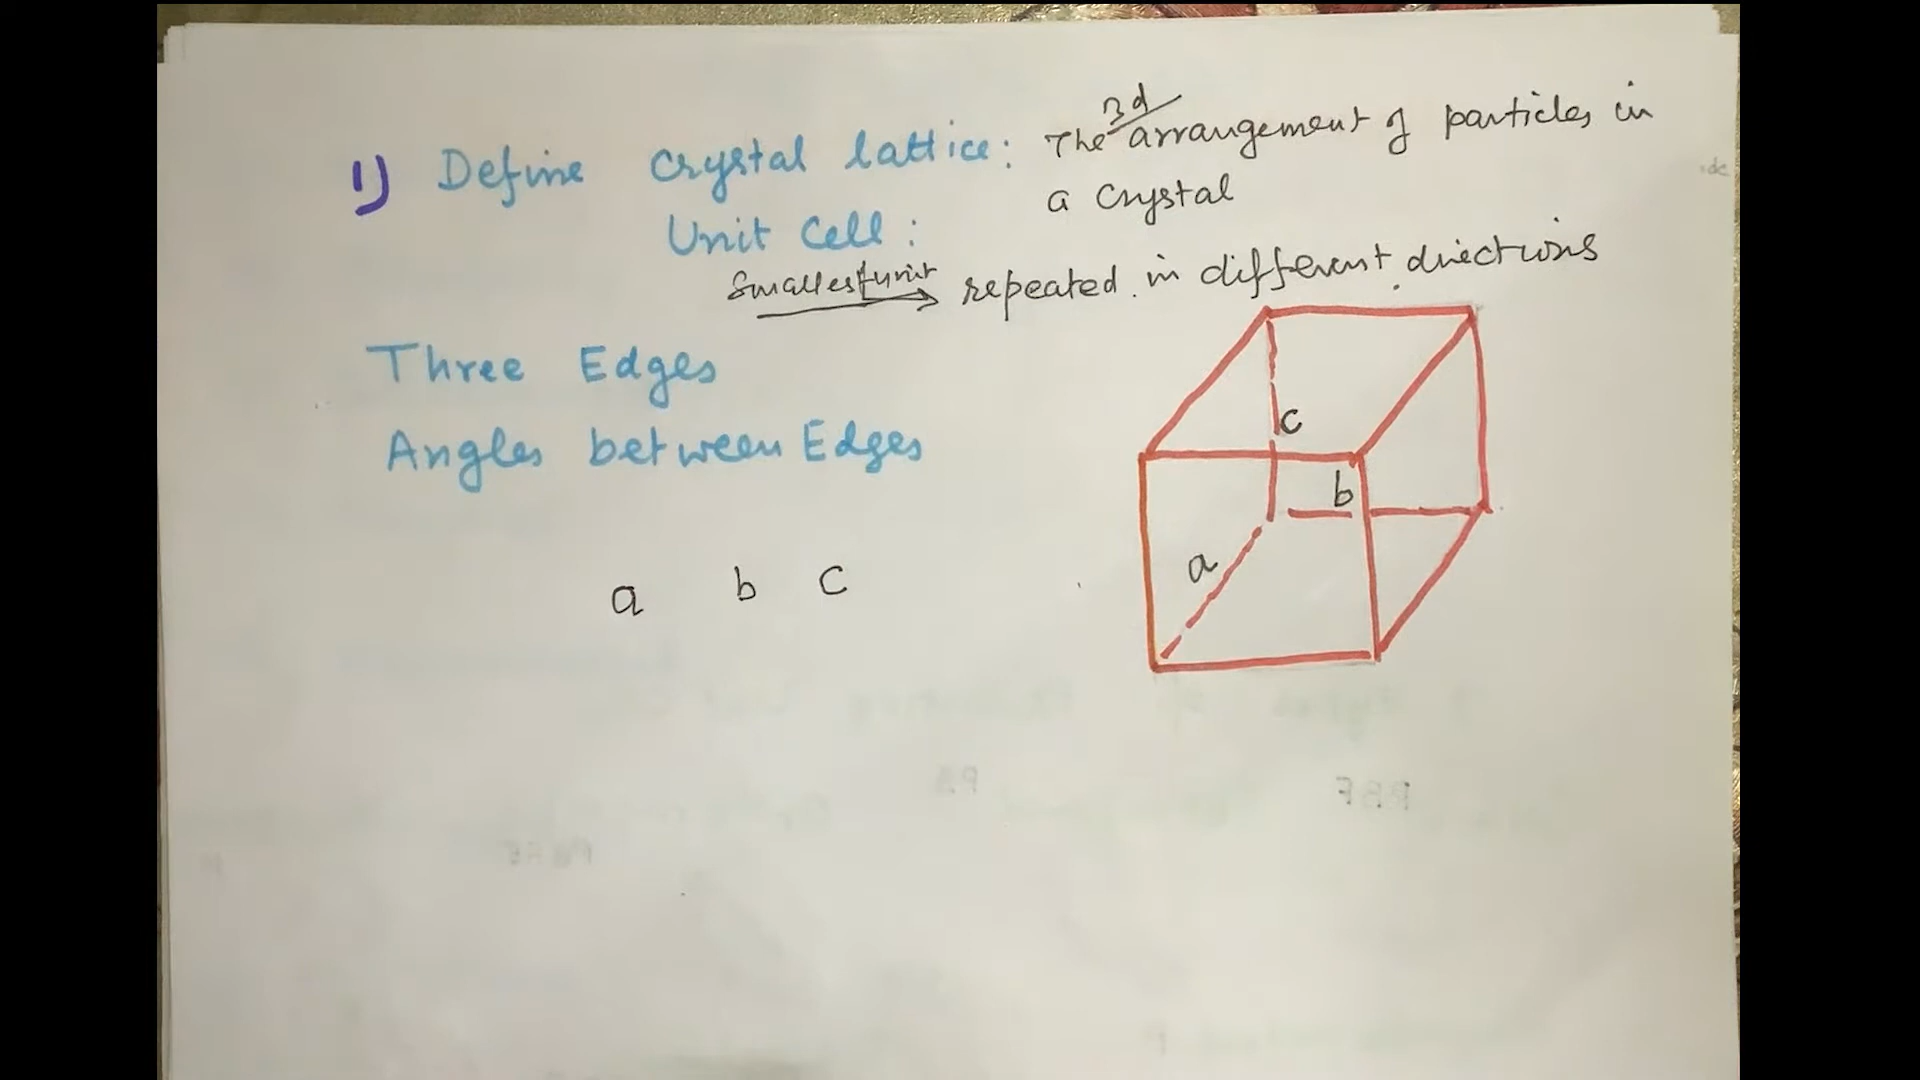 1) Define Crystal lattice: The 3d arrangement of particles in
a Crystal
Unit Cell:
Smallest unit repeated in different directions
Three Edges
Angles between Edges
c
b
a
a b c